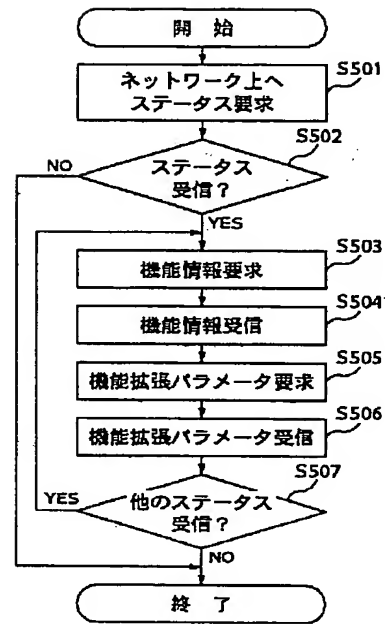 開 始
ネットワーク上へ
ステータス要求
S501
ステータス
受信?
S502
NO
YES
機能情報要求
S503
機能情報受信
S504
機能拡張パラメータ要求
S505
機能拡張パラメータ受信
S506
他のステータス
受信?
S507
YES
NO
終 了